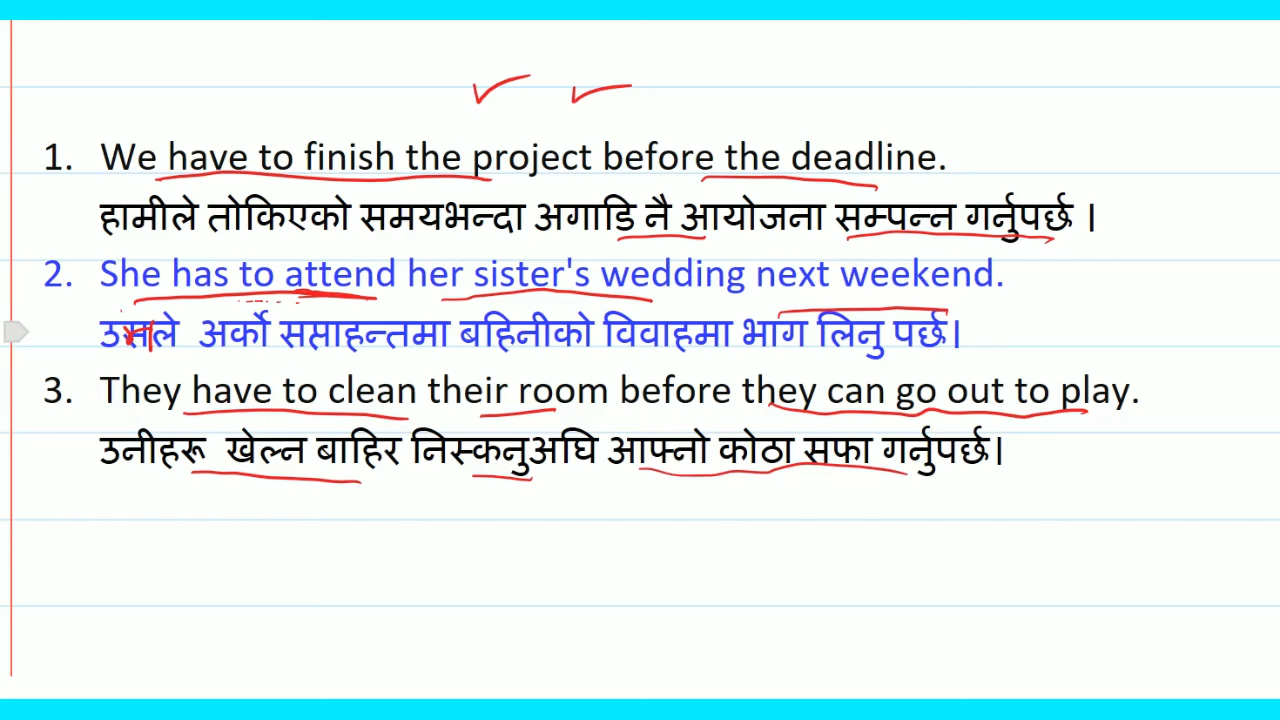 1. We have to finish the project before the deadline.
हामीले तोकिएको समयभन्दा अगाडि नै आयोजना सम्पन्न गर्नुपर्छ ।
2. She has to attend her sister's wedding next weekend.
उसले अर्को सप्ताहन्तमा बहिनीको विवाहमा भाग लिनु पर्छ।
3. They have to clean their room before they can go out to play.
उनीहरू खेल्न बाहिर निस्कनुअघि आफ्नो कोठा सफा गर्नुपर्छ।